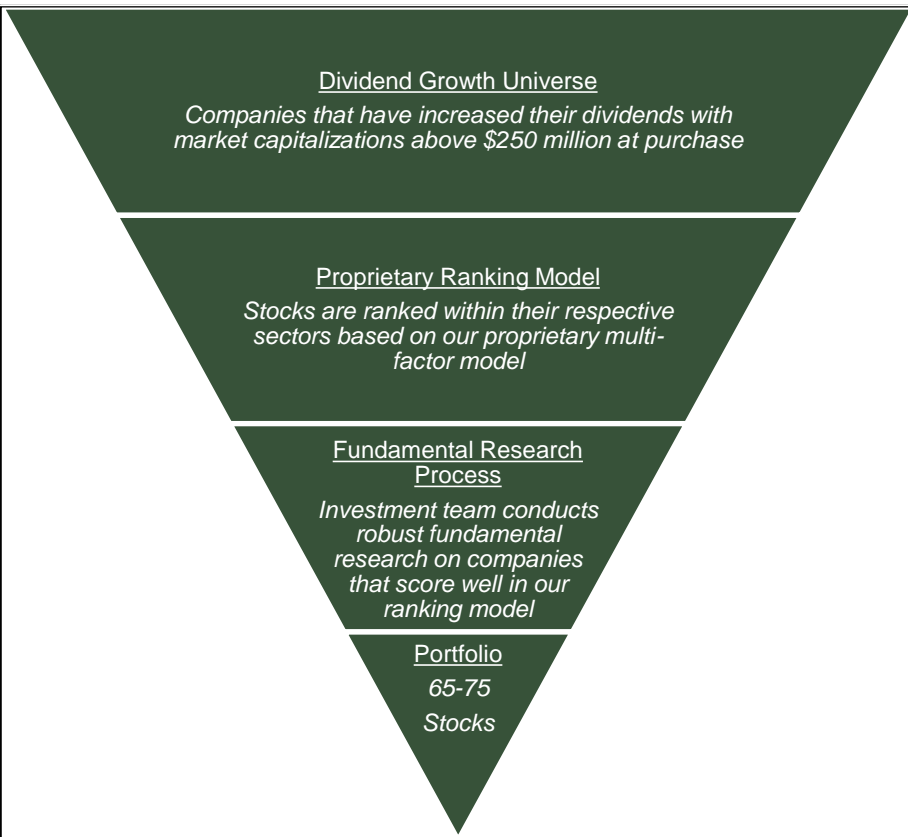 Dividend Growth Universe
Companies that have increased their dividends with
market capitalizations above $250 million at purchase
Proprietary Ranking Model
Stocks are ranked within their respective
sectors based on our proprietary multi-
factor model
Fundamental Research
Process
Investment team conducts
robust fundamental
research on companies
that score well in our
ranking model
Portfolio
65-75
Stocks